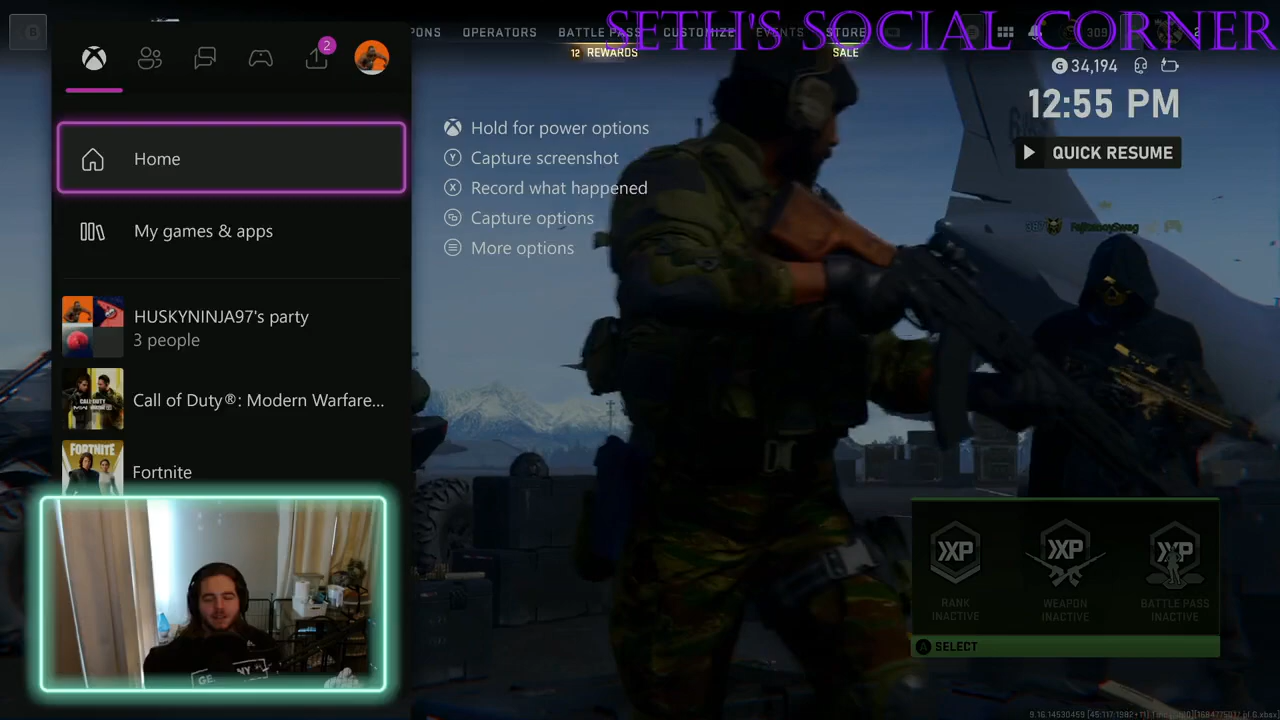 SETH'S SOCIAL CORNER
PONS OPERATORS BATTLE PASS CUSTOMIZE EVENTS STORE
12 REWARDS
SALE
309
2
34,194
12:55 PM
QUICK RESUME
Home
My games & apps
HUSKYNINJA97's party
3 people
Call of Duty®: Modern Warfare...
FORTNITE
Fortnite
Hold for power options
Y Capture screenshot
X Record what happened
Capture options
More options
387
XP XP XP
RANK INACTIVE
WEAPON INACTIVE
BATTLE PASS INACTIVE
A SELECT